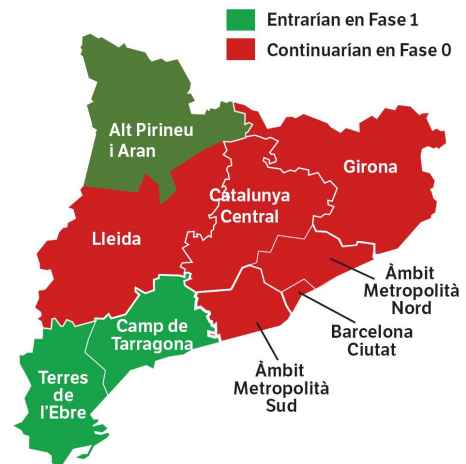 Entrarían en Fase 1
Continuarían en Fase 0
Alt Pirineu
i Aran
Girona
Catalunya
Central
Lleida
Àmbit
Metropolità
Nord
Barcelona
Ciutat
Camp de
Tarragona
Àmbit
Metropolità
Sud
Terres
de
l'Ebre